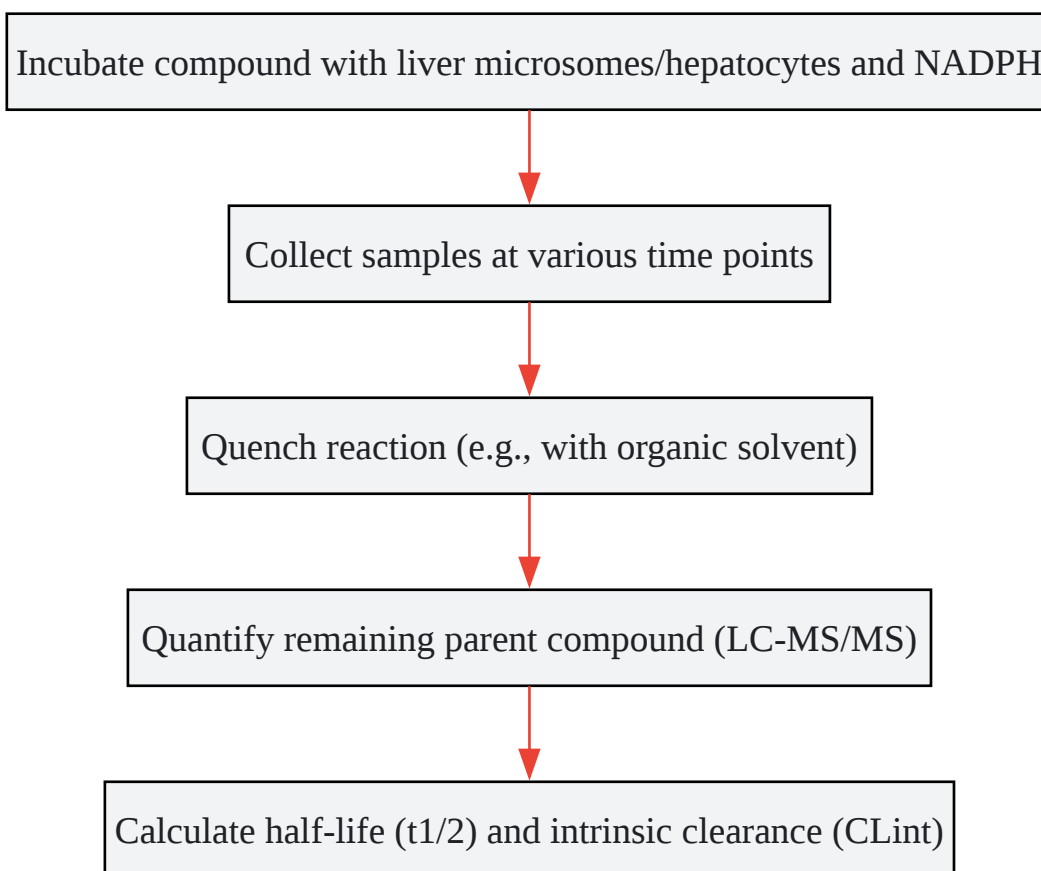 Incubate compound with liver microsomes/hepatocytes and NADPH
Collect samples at various time points
Quench reaction (e.g., with organic solvent)
Quantify remaining parent compound (LC-MS/MS)
Calculate half-life (t1/2) and intrinsic clearance (CLint)